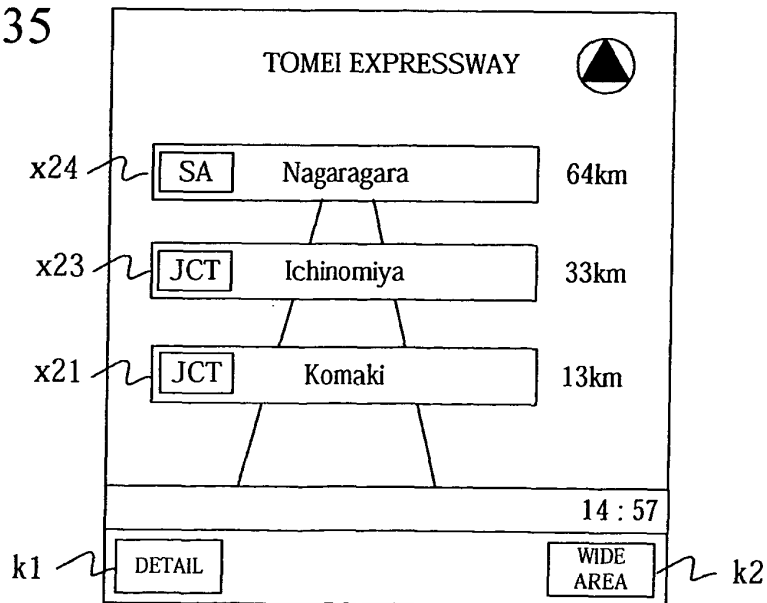 35
TOMEI EXPRESSWAY
x24 SA Nagaragara 64km
x23 JCT Ichinomiya 33km
x21 JCT Komaki 13km
14 : 57
k1 DETAIL WIDE AREA k2